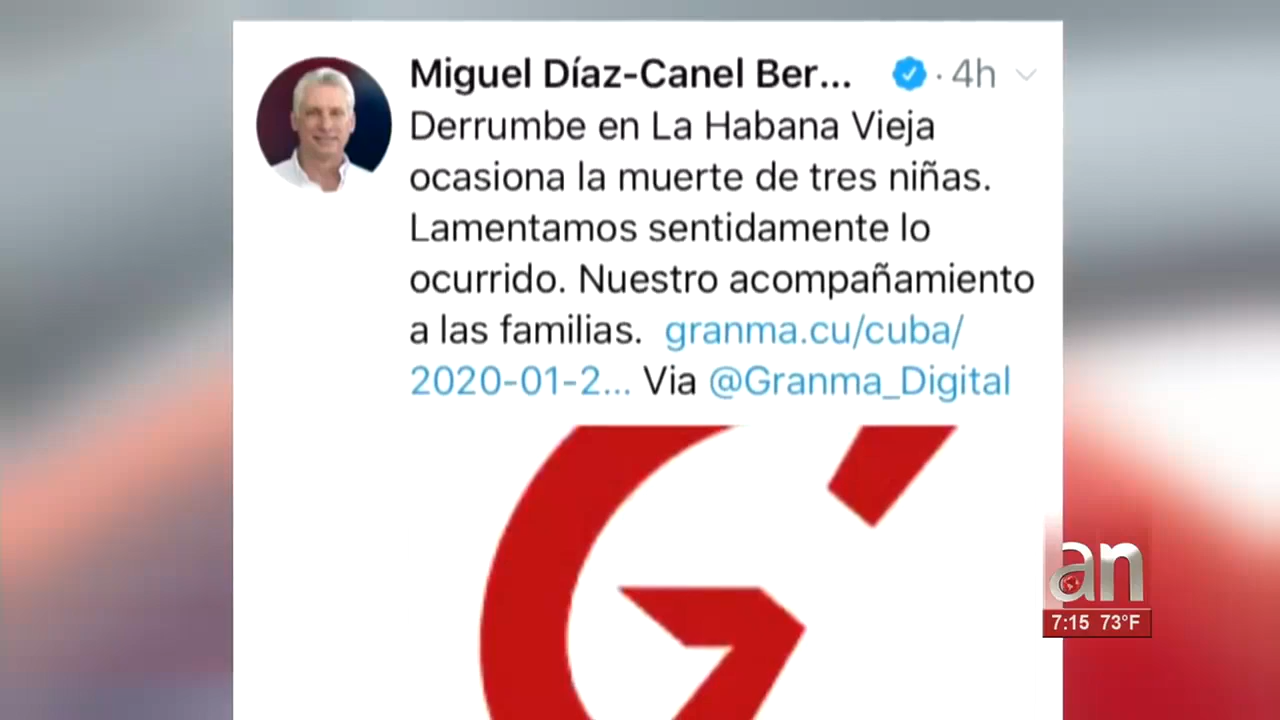 Miguel Díaz-Canel Ber... · 4h
Derrumbe en La Habana Vieja
ocasiona la muerte de tres niñas.
Lamentamos sentidamente lo
ocurrido. Nuestro acompañamiento
a las familias. granma.cu/cuba/
2020-01-2... Via @Granma_Digital
an
7:15 73°F